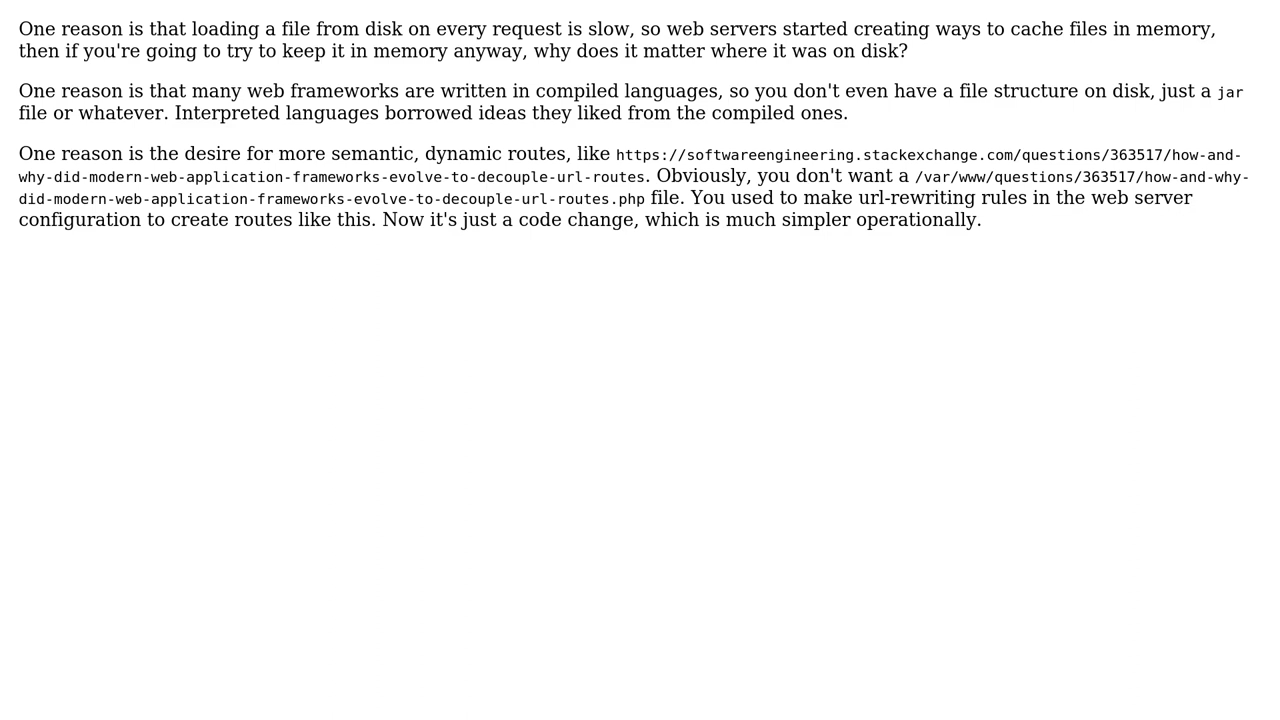 One reason is that loading a file from disk on every request is slow, so web servers started creating ways to cache files in memory,
then if you're going to try to keep it in memory anyway, why does it matter where it was on disk?
One reason is that many web frameworks are written in compiled languages, so you don't even have a file structure on disk, just a jar
file or whatever. Interpreted languages borrowed ideas they liked from the compiled ones.
One reason is the desire for more semantic, dynamic routes, like https://softwareengineering.stackexchange.com/questions/363517/how-and-
why-did-modern-web-application-frameworks-evolve-to-decouple-url-routes. Obviously, you don't want a /var/www/questions/363517/how-and-why-
did-modern-web-application-frameworks-evolve-to-decouple-url-routes.php file. You used to make url-rewriting rules in the web server
configuration to create routes like this. Now it's just a code change, which is much simpler operationally.